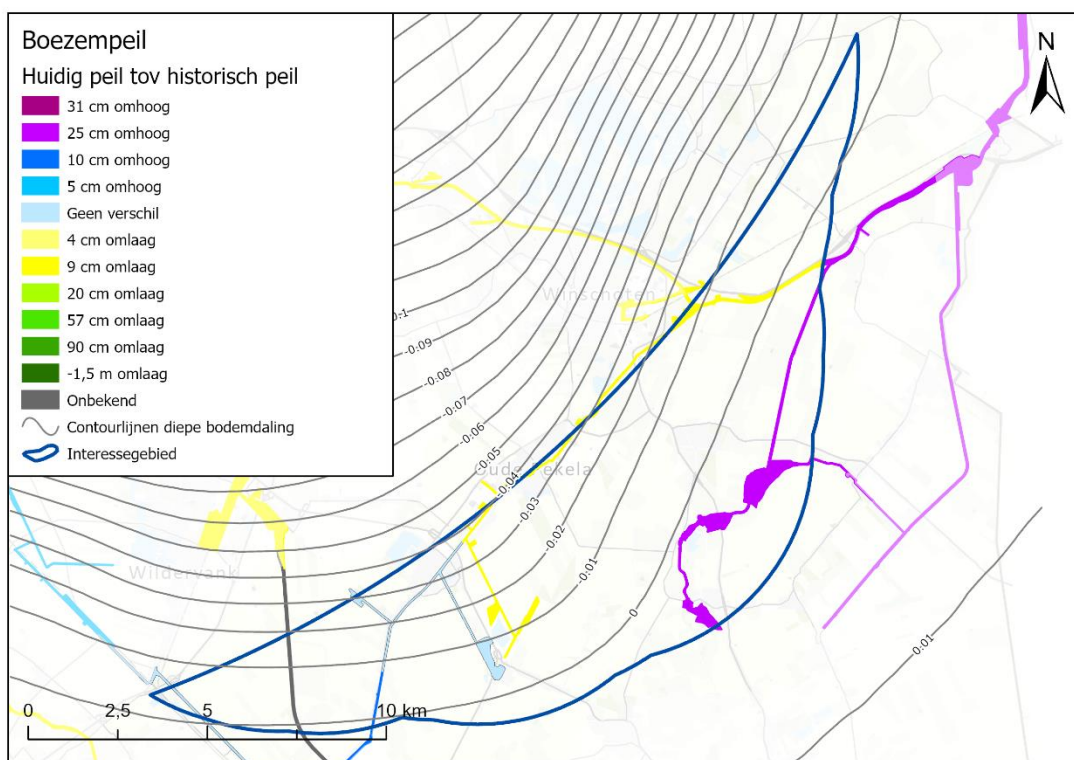 Boezempeil
Huidig peil tov historisch peil
31 cm omhoog
25 cm omhoog
10 cm omhoog
5 cm omhoog
Geen verschil
4 cm omlaag
9 cm omlaag
20 cm omlaag
57 cm omlaag
90 cm omlaag
-1,5 m omlaag
Onbekend
Contourlijnen diepe bodemdaling
Interessegebied
N
Winschoten
-0.09
-0.08
-0.07
-0.06
-0.05
-0.04
Oude Pekela
-0.03
-0.02
-0.01
0
0.01
Wildervank
0
2,5
5
10 km